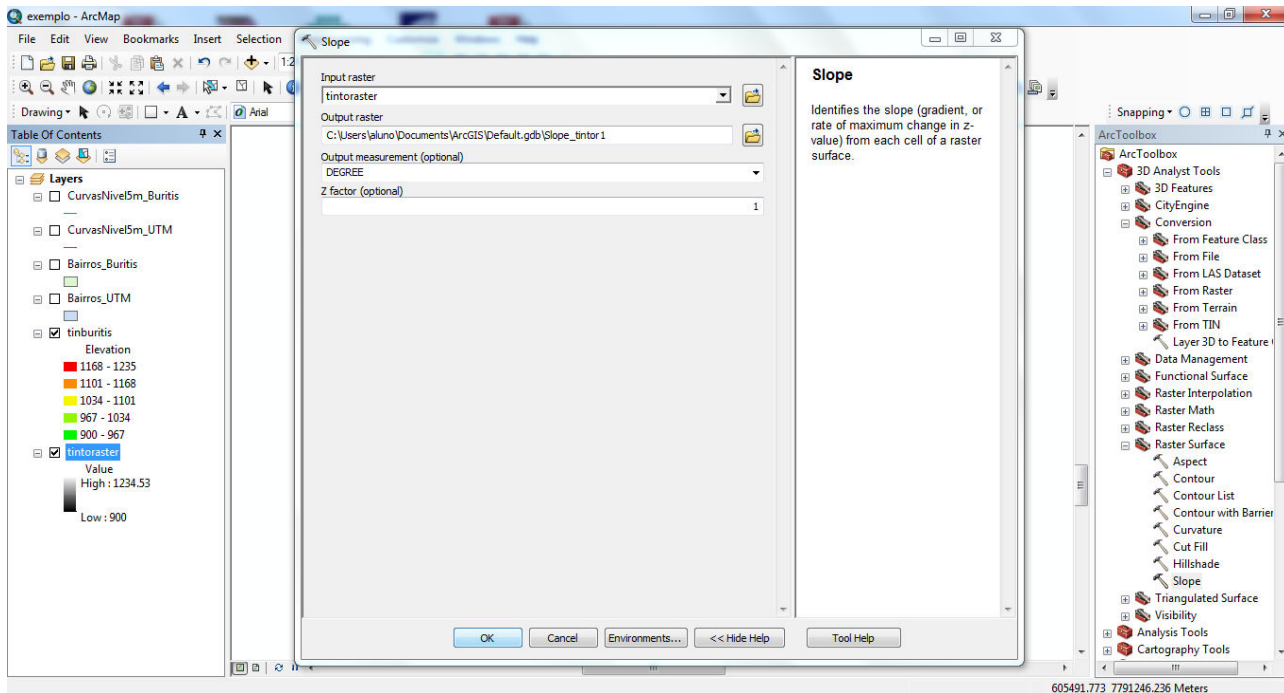 exemplo - ArcMap
File Edit View Bookmarks Insert Selection
Customize Windows Help
1:2
Drawing A Arial
Snapping
Table Of Contents
Layers
CurvasNivel5m_Buritis
CurvasNivel5m_UTM
Bairros_Buritis
Bairros_UTM
tinburitis
Elevation
1168 - 1235
1101 - 1168
1034 - 1101
967 - 1034
900 - 967
tintoraster
Value
High : 1234.53
Low : 900
Slope
Input raster
tintoraster
Output raster
C:\Users\aluno\Documents\ArcGIS\Default.gdb\Slope_tintor1
Output measurement (optional)
DEGREE
Z factor (optional)
1
OK Cancel Environments... << Hide Help Tool Help
Slope
Identifies the slope (gradient, or
rate of maximum change in z-
value) from each cell of a raster
surface.
ArcToolbox
ArcToolbox
3D Analyst Tools
3D Features
CityEngine
Conversion
From Feature Class
From File
From LAS Dataset
From Raster
From Terrain
From TIN
Layer 3D to Feature
Data Management
Functional Surface
Raster Interpolation
Raster Math
Raster Reclass
Raster Surface
Aspect
Contour
Contour List
Contour with Barrier
Curvature
Cut Fill
Hillshade
Slope
Triangulated Surface
Visibility
Analysis Tools
Cartography Tools
605491.773 7791246.236 Meters